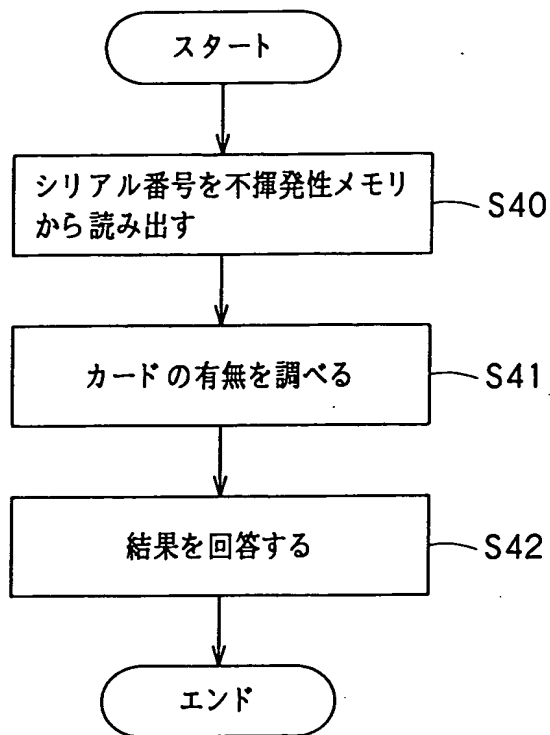 スタート
シリアル番号を不揮発性メモリ
から読み出す
S40
カードの有無を調べる
S41
結果を回答する
S42
エンド